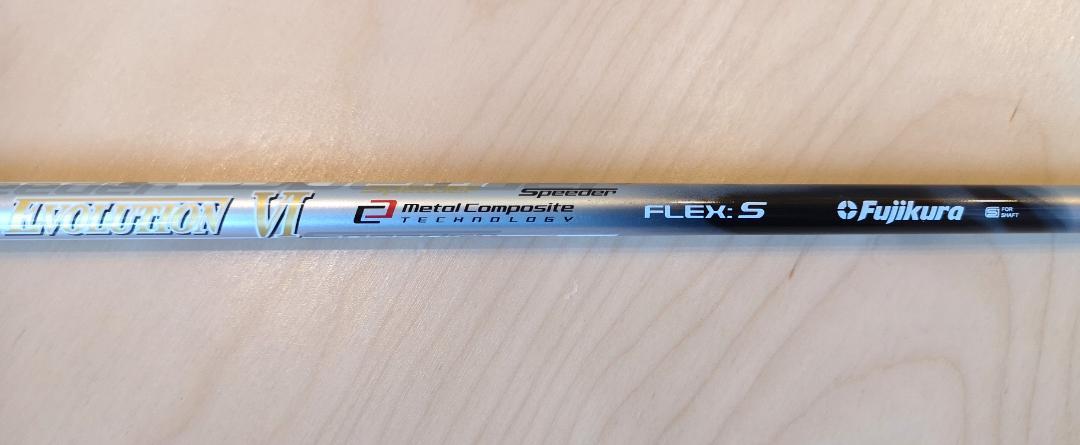 EVOLUTION VI
Speeder
Metal Composite
TECHNOLOGY
FLEX: S
Fujikura
FOR
SHAFT